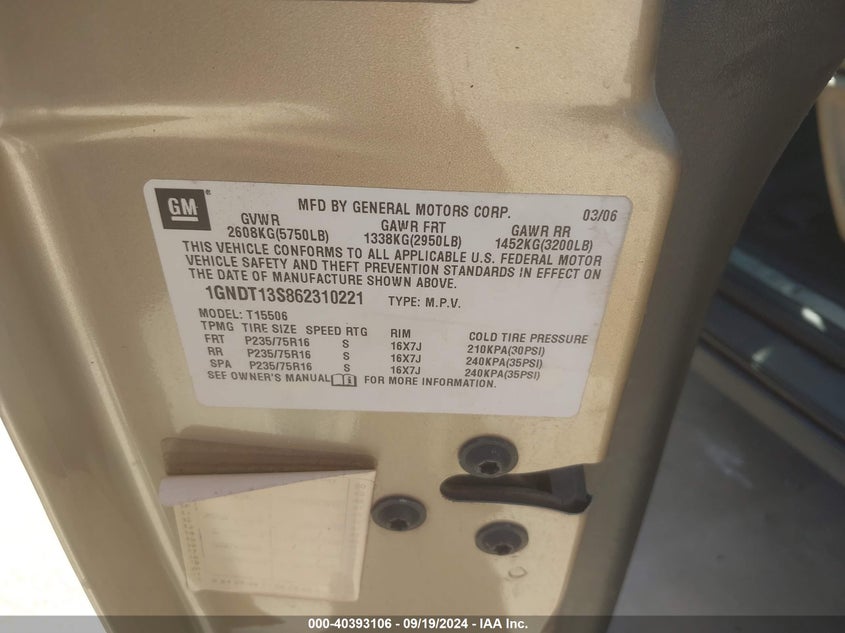 GM
MFD BY GENERAL MOTORS CORP. 03/06
GVWR GAWR FRT GAWR RR
2608KG(5750LB) 1338KG(2950LB) 1452KG(3200LB)
THIS VEHICLE CONFORMS TO ALL APPLICABLE U.S. FEDERAL MOTOR
VEHICLE SAFETY AND THEFT PREVENTION STANDARDS IN EFFECT ON
THE DATE OF MANUFACTURE SHOWN ABOVE.
1GNDT13S862310221 TYPE: M.P.V.
MODEL: T15506
TPMG TIRE SIZE SPEED RTG RIM COLD TIRE PRESSURE
FRT P235/75R16 S 16X7J 210KPA(30PSI)
RR P235/75R16 S 16X7J 240KPA(35PSI)
SPA P235/75R16 S 16X7J 240KPA(35PSI)
SEE OWNER'S MANUAL FOR MORE INFORMATION.
000-40393106 - 09/19/2024 - IAA Inc.